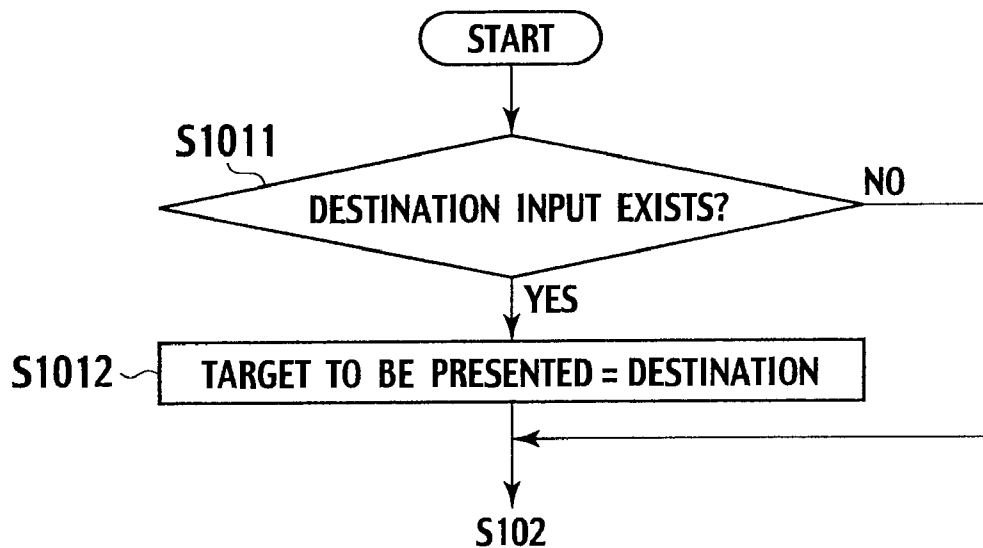 START
S1011
DESTINATION INPUT EXISTS?
NO
YES
S1012
TARGET TO BE PRESENTED = DESTINATION
S102